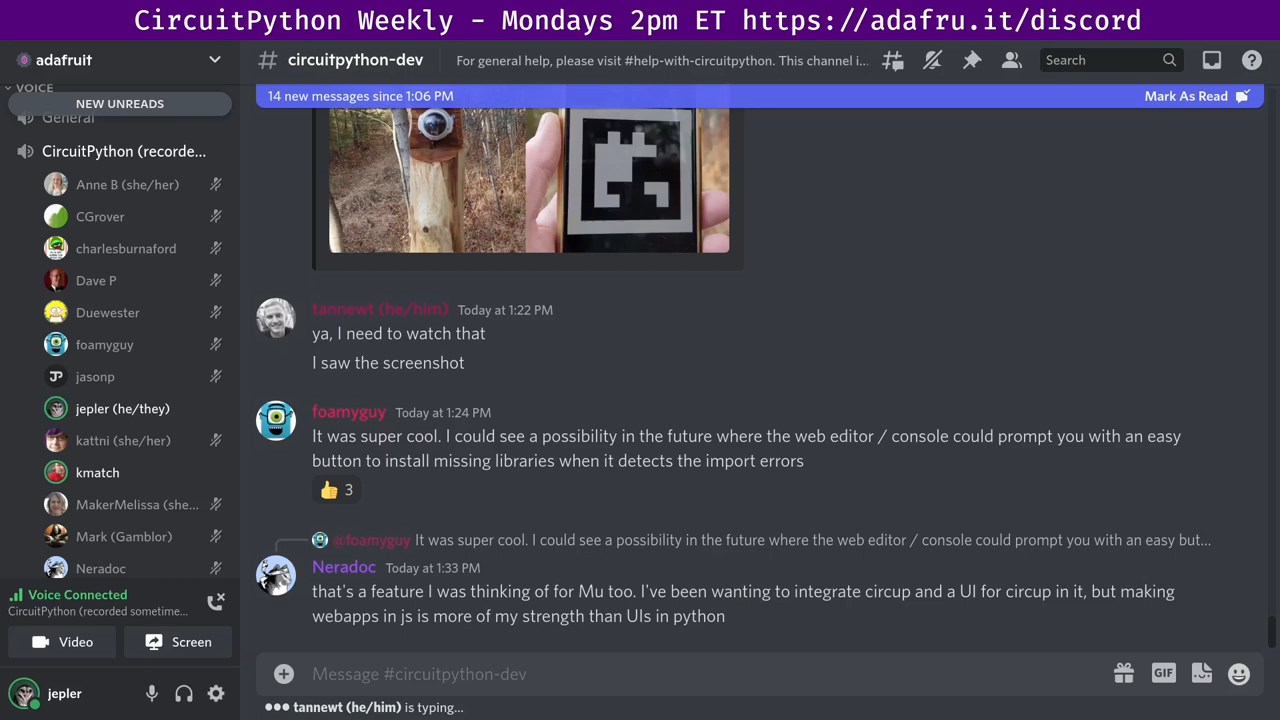 CircuitPython Weekly - Mondays 2pm ET https://adafru.it/discord
adafruit
circuitpython-dev
For general help, please visit #help-with-circuitpython. This channel i...
Search
VOICE
NEW UNREADS
General
CircuitPython (recorde...
Anne B (she/her)
CGrover
charlesburnaford
Dave P
Duewester
foamyguy
jasonp
jepler (he/they)
kattni (she/her)
kmatch
MakerMelissa (she...
Mark (Gamblor)
Neradoc
Voice Connected
CircuitPython (recorded sometime...
Video
Screen
jepler
14 new messages since 1:06 PM
Mark As Read
tannewt (he/him) Today at 1:22 PM
ya, I need to watch that
I saw the screenshot
foamyguy Today at 1:24 PM
It was super cool. I could see a possibility in the future where the web editor / console could prompt you with an easy
button to install missing libraries when it detects the import errors
3
@foamyguy It was super cool. I could see a possibility in the future where the web editor / console could prompt you with an easy but...
Neradoc Today at 1:33 PM
that's a feature I was thinking of for Mu too. I've been wanting to integrate circup and a UI for circup in it, but making
webapps in js is more of my strength than UIs in python
Message #circuitpython-dev
GIF
tannewt (he/him) is typing...